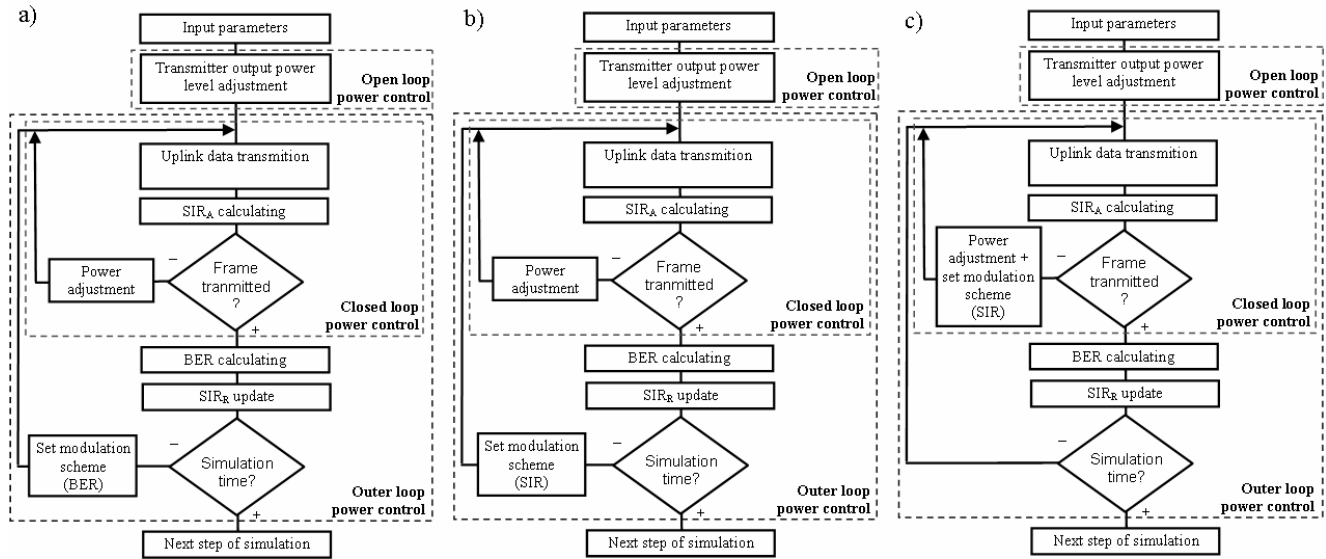 a)
Input parameters
Transmitter output power
level adjustment
Open loop
power control
Uplink data transmition
SIRA calculating
Power
adjustment
–
Frame
tranmitted
?
+
Closed loop
power control
BER calculating
SIRR update
Set modulation
scheme
(BER)
–
Simulation
time?
+
Outer loop
power control
Next step of simulation
b)
Input parameters
Transmitter output power
level adjustment
Open loop
power control
Uplink data transmition
SIRA calculating
Power
adjustment
–
Frame
tranmitted
?
+
Closed loop
power control
BER calculating
SIRR update
Set modulation
scheme
(SIR)
–
Simulation
time?
+
Outer loop
power control
Next step of simulation
c)
Input parameters
Transmitter output power
level adjustment
Open loop
power control
Uplink data transmition
SIRA calculating
Power
adjustment +
set modulation
scheme
(SIR)
–
Frame
tranmitted
?
+
Closed loop
power control
BER calculating
SIRR update
–
Simulation
time?
+
Outer loop
power control
Next step of simulation